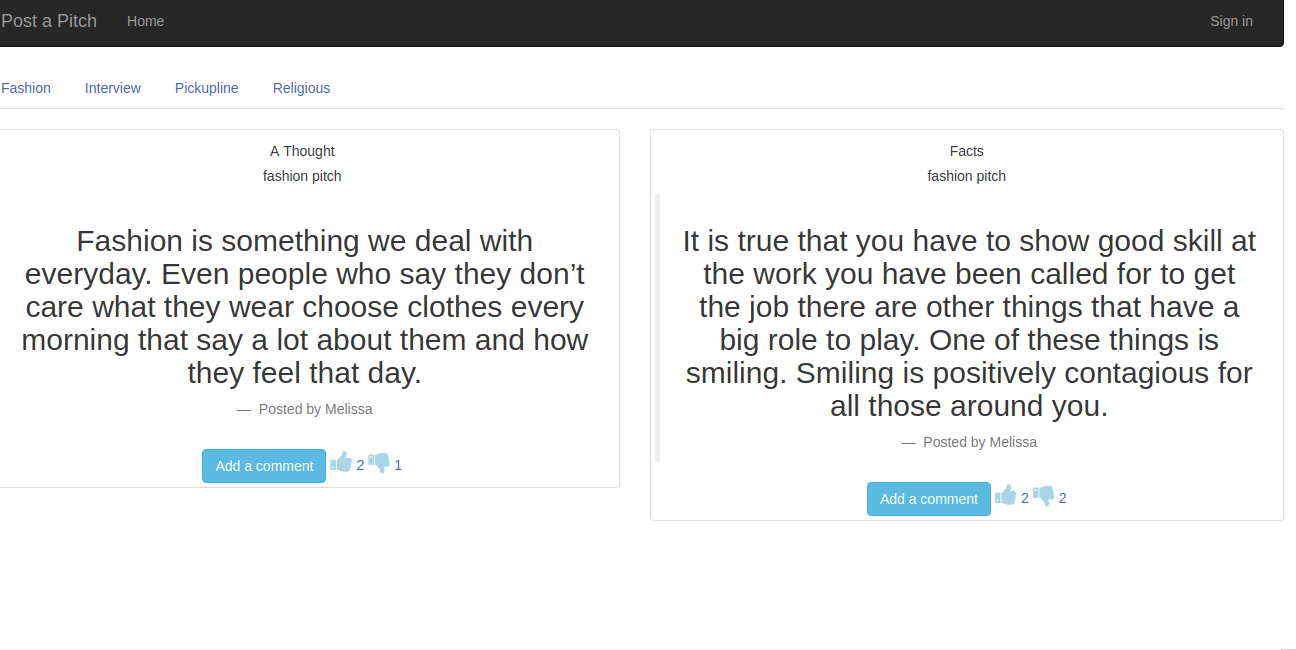 Post a Pitch Home Sign in
Fashion Interview Pickupline Religious
A Thought
fashion pitch
Fashion is something we deal with
everyday. Even people who say they don’t
care what they wear choose clothes every
morning that say a lot about them and how
they feel that day.
— Posted by Melissa
Add a comment 2 1
Facts
fashion pitch
It is true that you have to show good skill at
the work you have been called for to get
the job there are other things that have a
big role to play. One of these things is
smiling. Smiling is positively contagious for
all those around you.
— Posted by Melissa
Add a comment 2 2